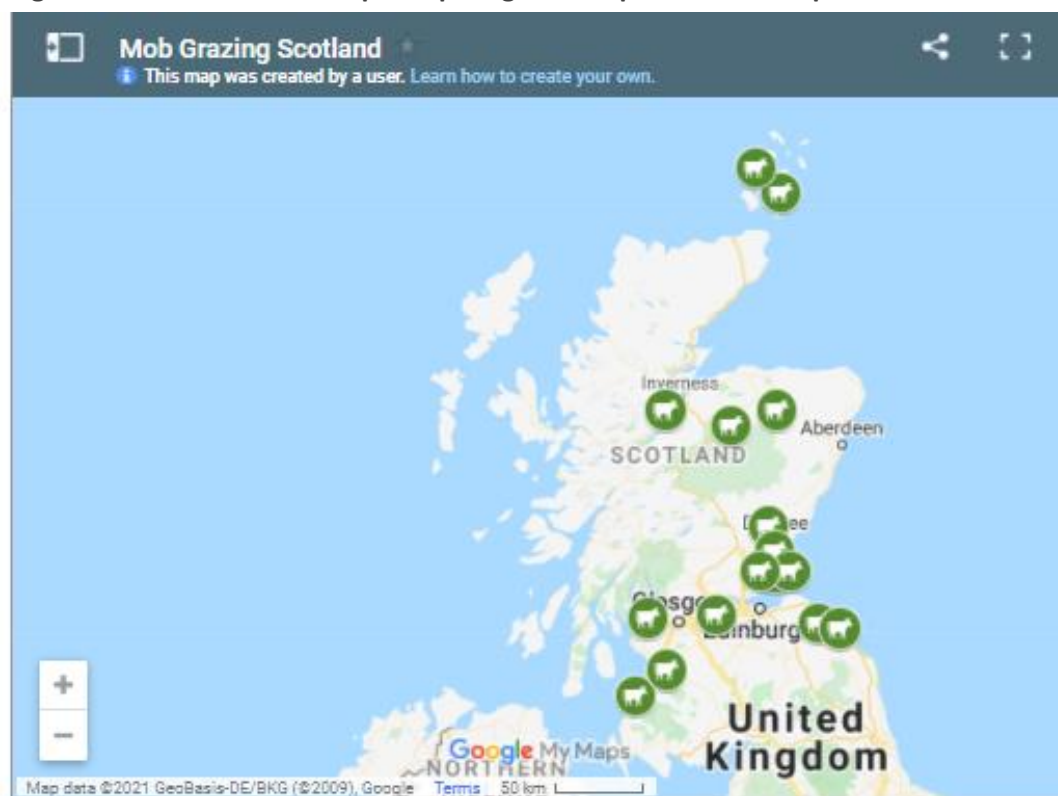 Mob Grazing Scotland
This map was created by a user. Learn how to create your own.
Inverness
Aberdeen
SCOTLAND
United
Kingdom
Google My Maps
NORTHERN
Map data ©2021 GeoBasis-DE/BKG (©2009), Google Terms 50 km